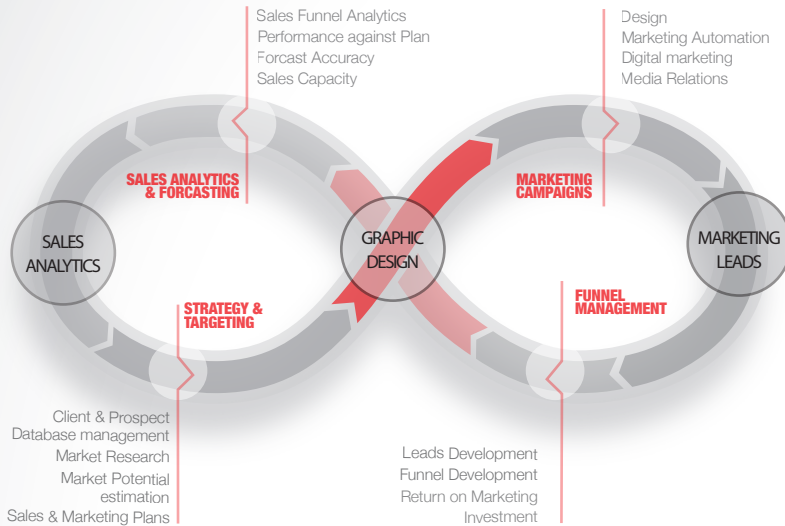 Sales Funnel Analytics
Performance against Plan
Forcast Accuracy
Sales Capacity
Design
Marketing Automation
Digital marketing
Media Relations
SALES ANALYTICS
& FORCASTING
MARKETING
CAMPAIGNS
SALES
ANALYTICS
GRAPHIC
DESIGN
MARKETING
LEADS
STRATEGY &
TARGETING
FUNNEL
MANAGEMENT
Client & Prospect
Database management
Market Research
Market Potential
estimation
Sales & Marketing Plans
Leads Development
Funnel Development
Return on Marketing
Investment